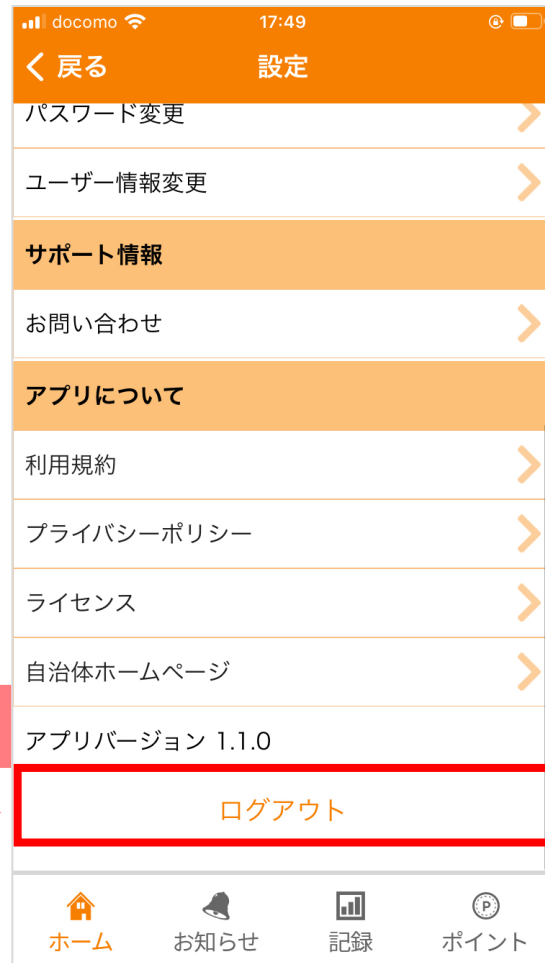 docomo 17:49
戻る 設定
パスワード変更
ユーザー情報変更
サポート情報
お問い合わせ
アプリについて
利用規約
プライバシーポリシー
ライセンス
自治体ホームページ
アプリバージョン 1.1.0
ログアウト
P
ホーム お知らせ 記録 ポイント